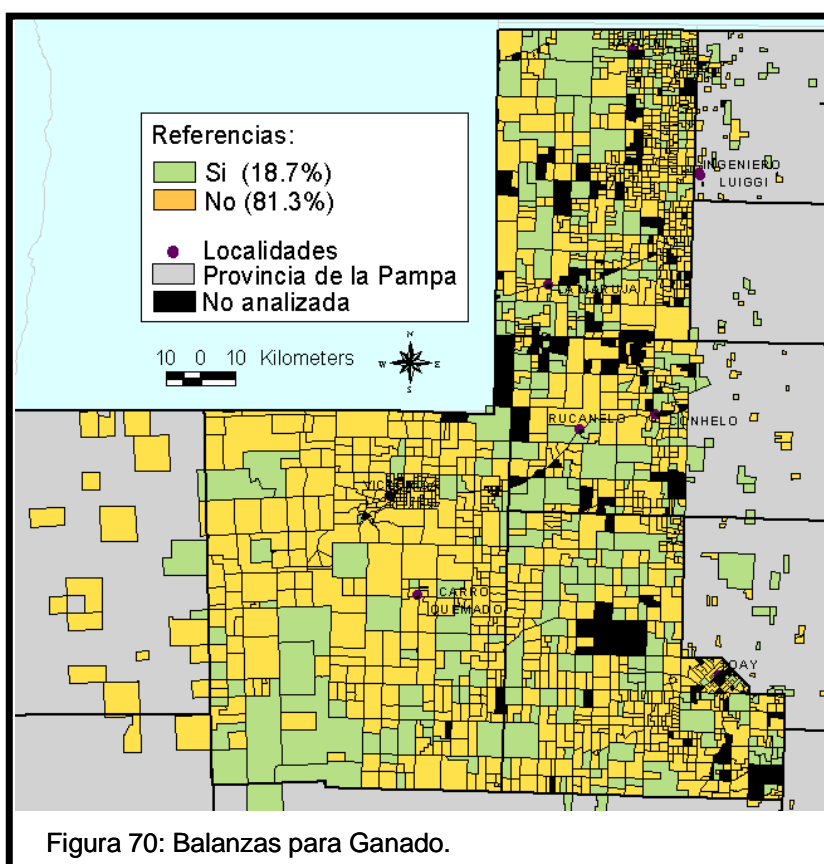 Referencias:
Si (18.7%)
No (81.3%)
Localidades
Provincia de la Pampa
No analizada
10 0 10 Kilometers
N
W E
S
INGENIERO
LUIGGI
LA MARUJA
RUCANELO
CONHELO
CARRO
QUEMADO
Figura 70: Balanzas para Ganado.